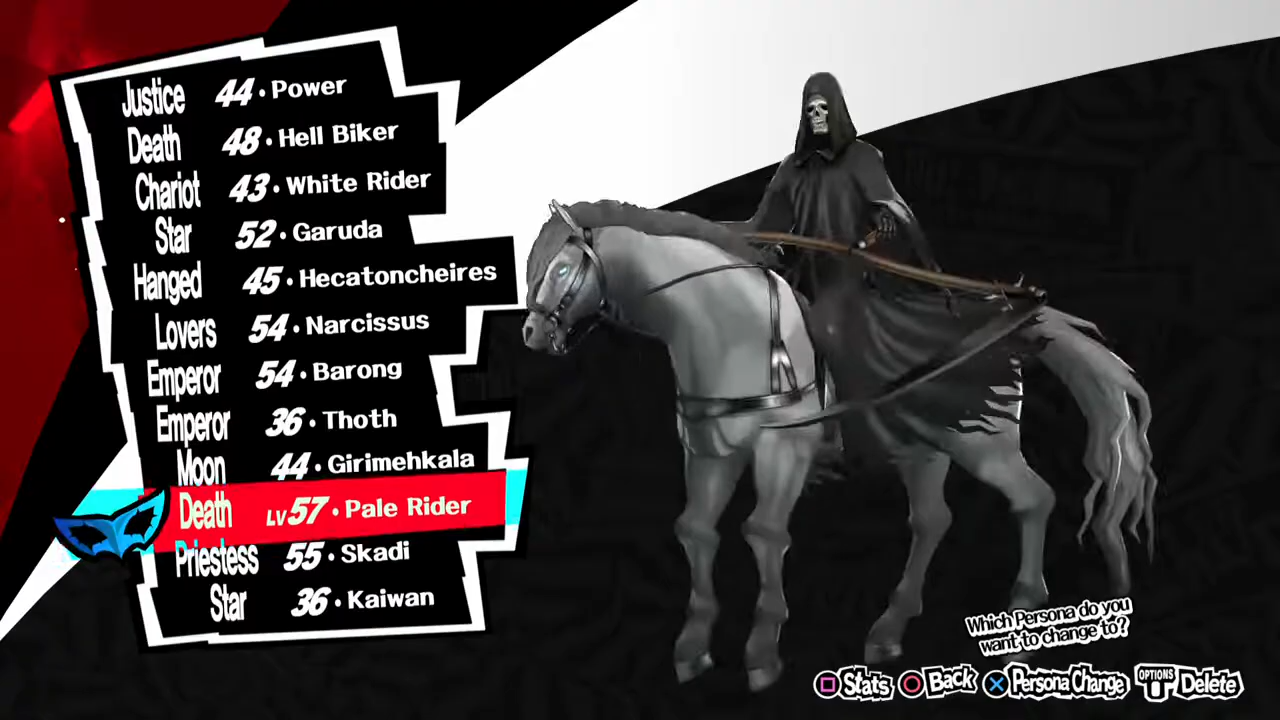 Justice 44・Power
Death 48・Hell Biker
Chariot 43・White Rider
Star 52・Garuda
Hanged 45・Hecatoncheires
Lovers 54・Narcissus
Emperor 54・Barong
Emperor 36・Thoth
Moon 44・Girimehkala
Death LV57・Pale Rider
Priestess 55・Skadi
Star 36・Kaiwan
Which Persona do you
want to change to?
Stats Back Persona Change OPTIONS Delete